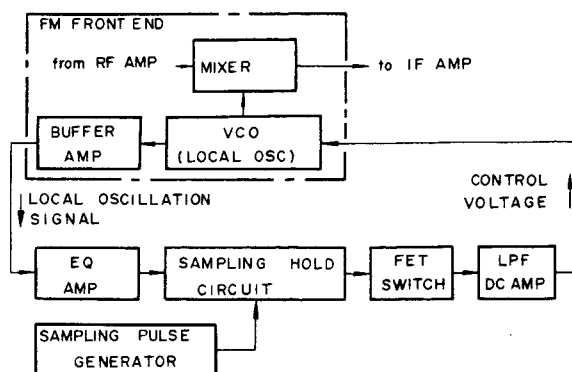 FM FRONT END
from RF AMP
MIXER
to IF AMP
BUFFER
AMP
VCO
(LOCAL OSC)
LOCAL OSCILLATION
SIGNAL
CONTROL
VOLTAGE
EQ
AMP
SAMPLING HOLD
CIRCUIT
FET
SWITCH
LPF
DC AMP
SAMPLING PULSE
GENERATOR